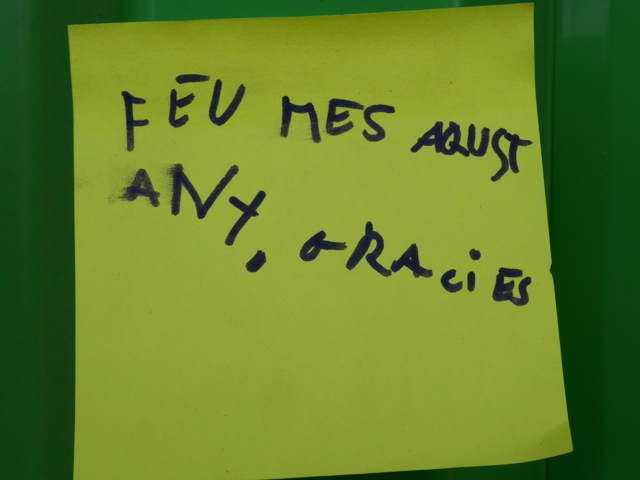 FEU MES AQUST
ANY. GRACIES